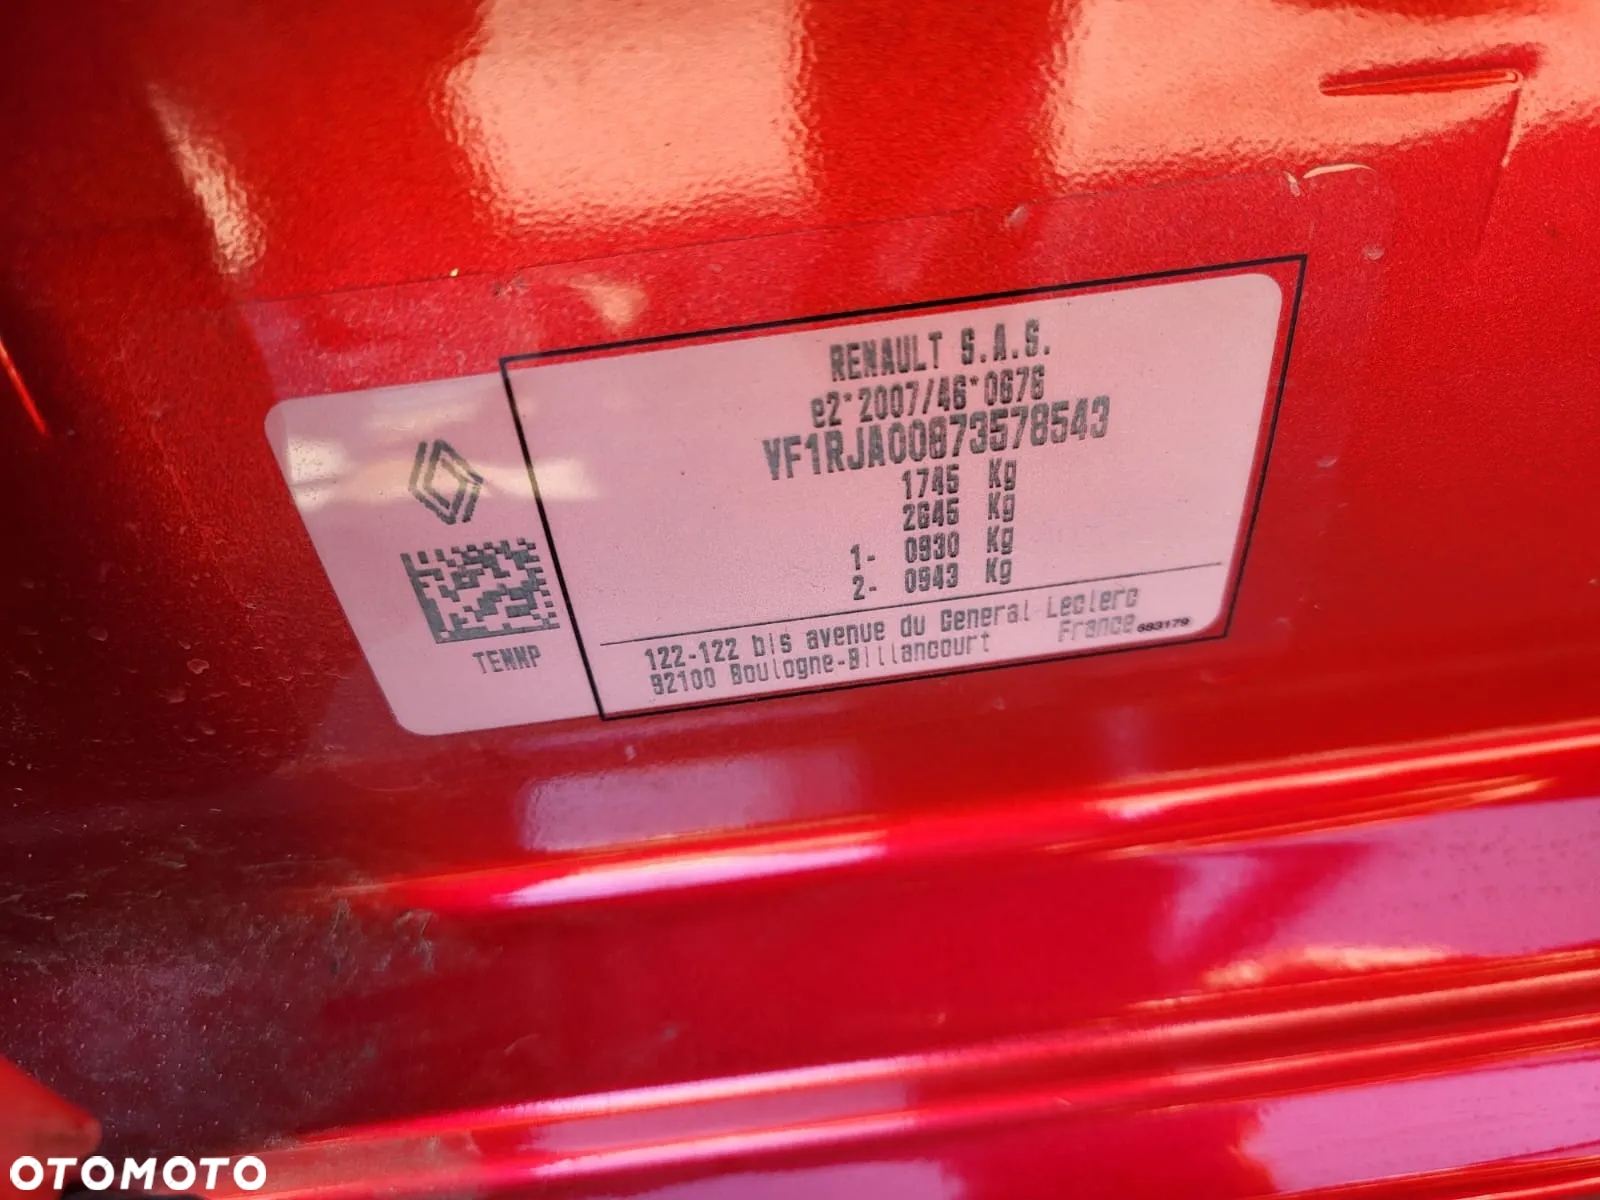 RENAULT S.A.S.
e2*2007/46*0676
VF1RJA00873578543
1745 Kg
2645 Kg
1- 0930 Kg
2- 0943 Kg
TENNP
122-122 bis avenue du General Leclerc
92100 Boulogne-Billancourt France
683179
OTOMOTO